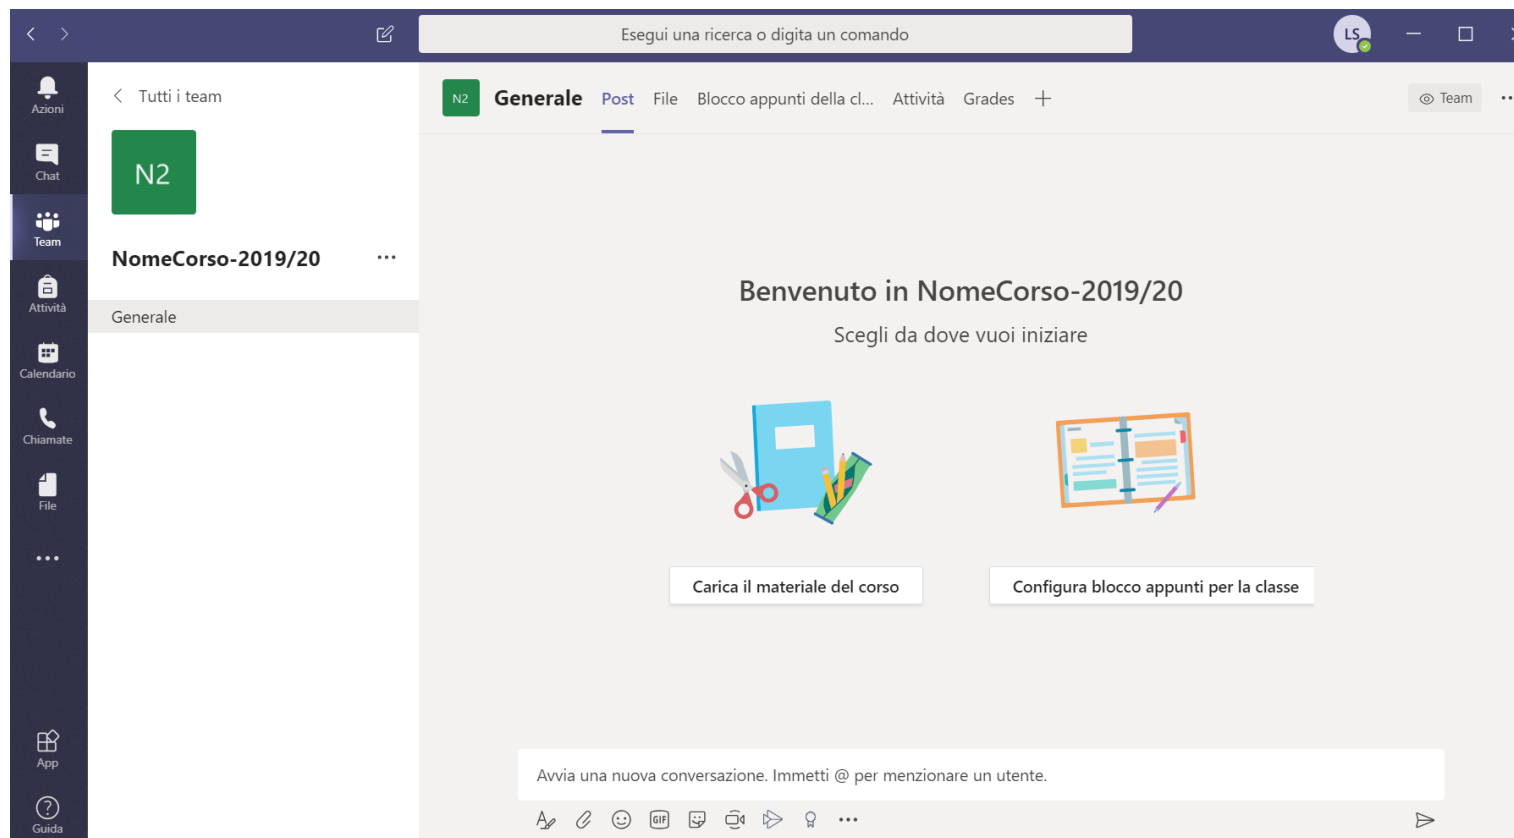 Esegui una ricerca o digita un comando
LS
Azioni
Chat
Team
Attività
Calendario
Chiamate
File
App
Guida
Tutti i team
N2
NomeCorso-2019/20
Generale
N2 Generale Post File Blocco appunti della cl... Attività Grades
Team
Benvenuto in NomeCorso-2019/20
Scegli da dove vuoi iniziare
Carica il materiale del corso
Configura blocco appunti per la classe
Avvia una nuova conversazione. Immetti @ per menzionare un utente.
GIF